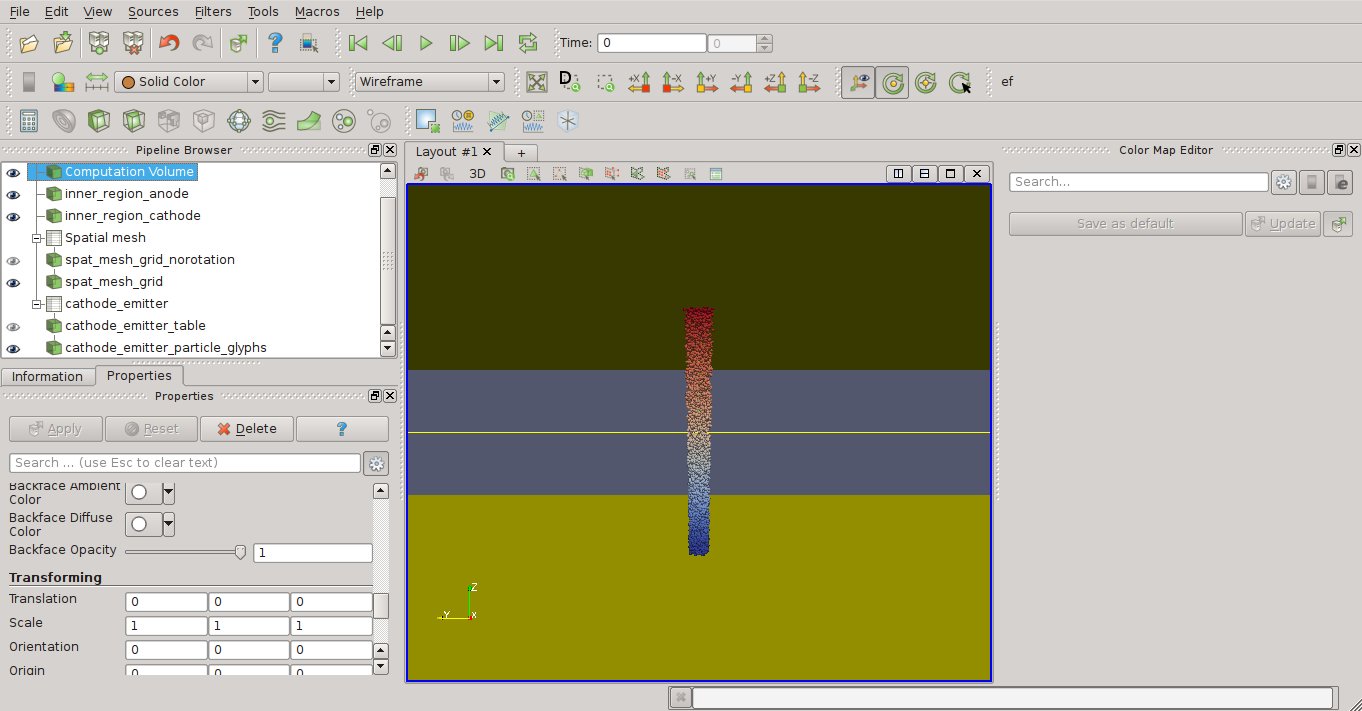 File Edit View Sources Filters Tools Macros Help
Time: 0 0
Solid Color Wireframe D +X -X +Y -Y +Z -Z ef
Pipeline Browser
Computation Volume
inner_region_anode
inner_region_cathode
Spatial mesh
spat_mesh_grid_norotation
spat_mesh_grid
cathode_emitter
cathode_emitter_table
cathode_emitter_particle_glyphs
Information Properties
Properties
Apply Reset Delete ?
Search ... (use Esc to clear text)
Backface Ambient
Color
Backface Diffuse
Color
Backface Opacity 1
Transforming
Translation 0 0 0
Scale 1 1 1
Orientation 0 0 0
Origin 0 0 0
Layout #1 +
3D
Z
Y X
Color Map Editor
Search...
e
Save as default Update